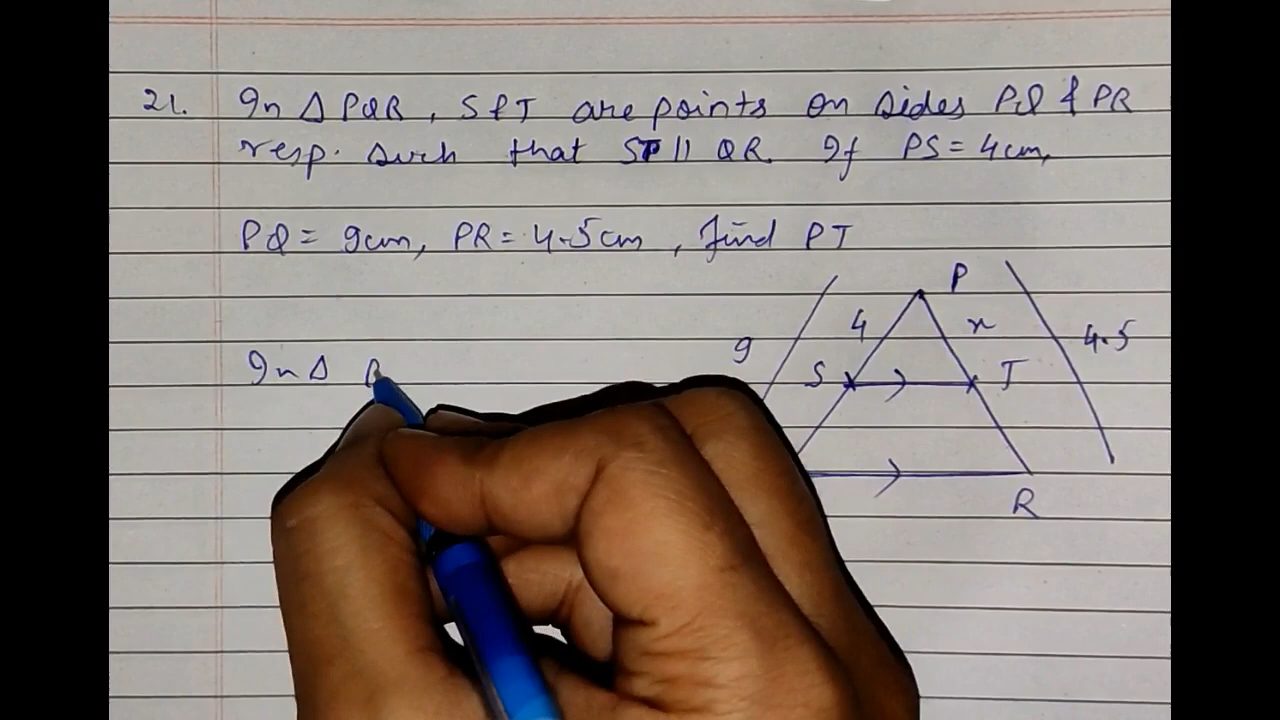 21. In Δ PQR, S & T are points on sides PQ & PR
resp. such that ST || QR. If PS = 4cm,
PQ = 9cm, PR = 4.5cm, find PT
P
4
x
9
4.5
S
T
In Δ P
R